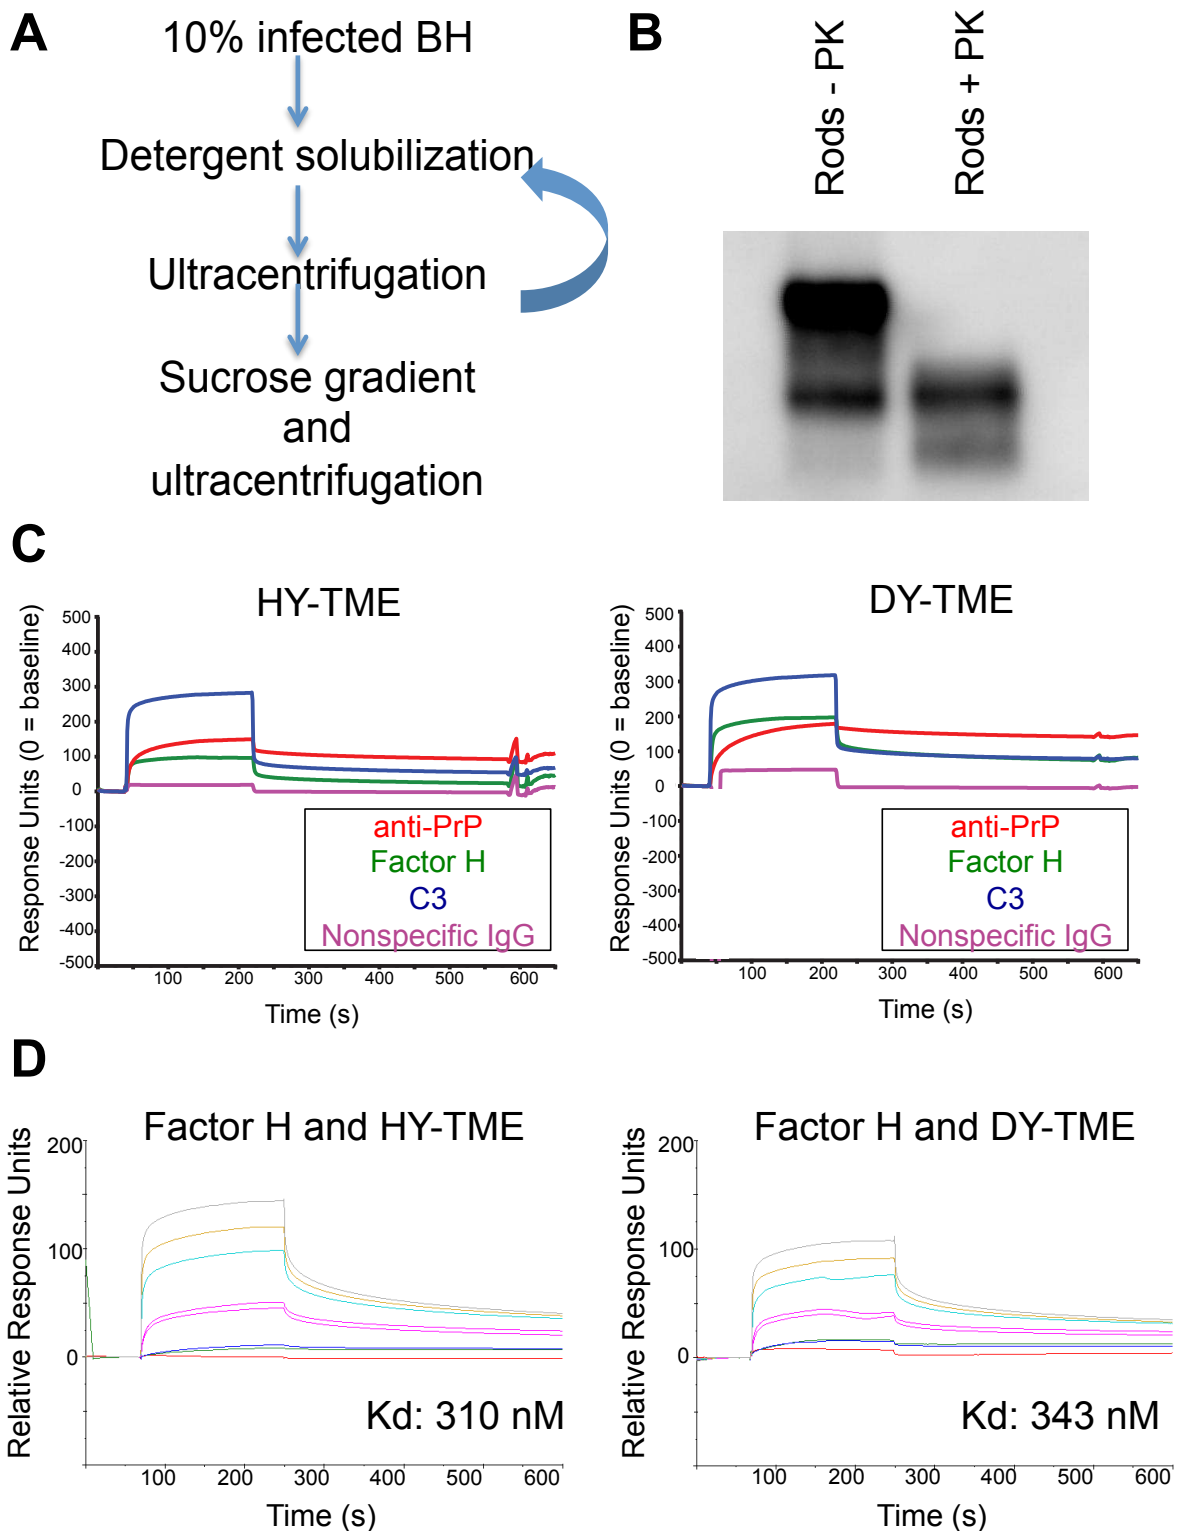 A
10% infected BH
Detergent solubilization
Ultracentrifugation
Sucrose gradient
and
ultracentrifugation
B
Rods - PK
Rods + PK
C
HY-TME
Response Units (0 = baseline)
500
400
300
200
100
0
-100
-200
-300
-400
-500
anti-PrP
Factor H
C3
Nonspecific IgG
100
200
300
400
500
600
Time (s)
DY-TME
Response Units (0 = baseline)
500
400
300
200
100
0
-100
-200
-300
-400
-500
anti-PrP
Factor H
C3
Nonspecific IgG
100
200
300
400
500
600
Time (s)
D
Factor H and HY-TME
Relative Response Units
200
100
0
Kd: 310 nM
100
200
300
400
500
600
Time (s)
Factor H and DY-TME
Relative Response Units
200
100
0
Kd: 343 nM
100
200
300
400
500
600
Time (s)